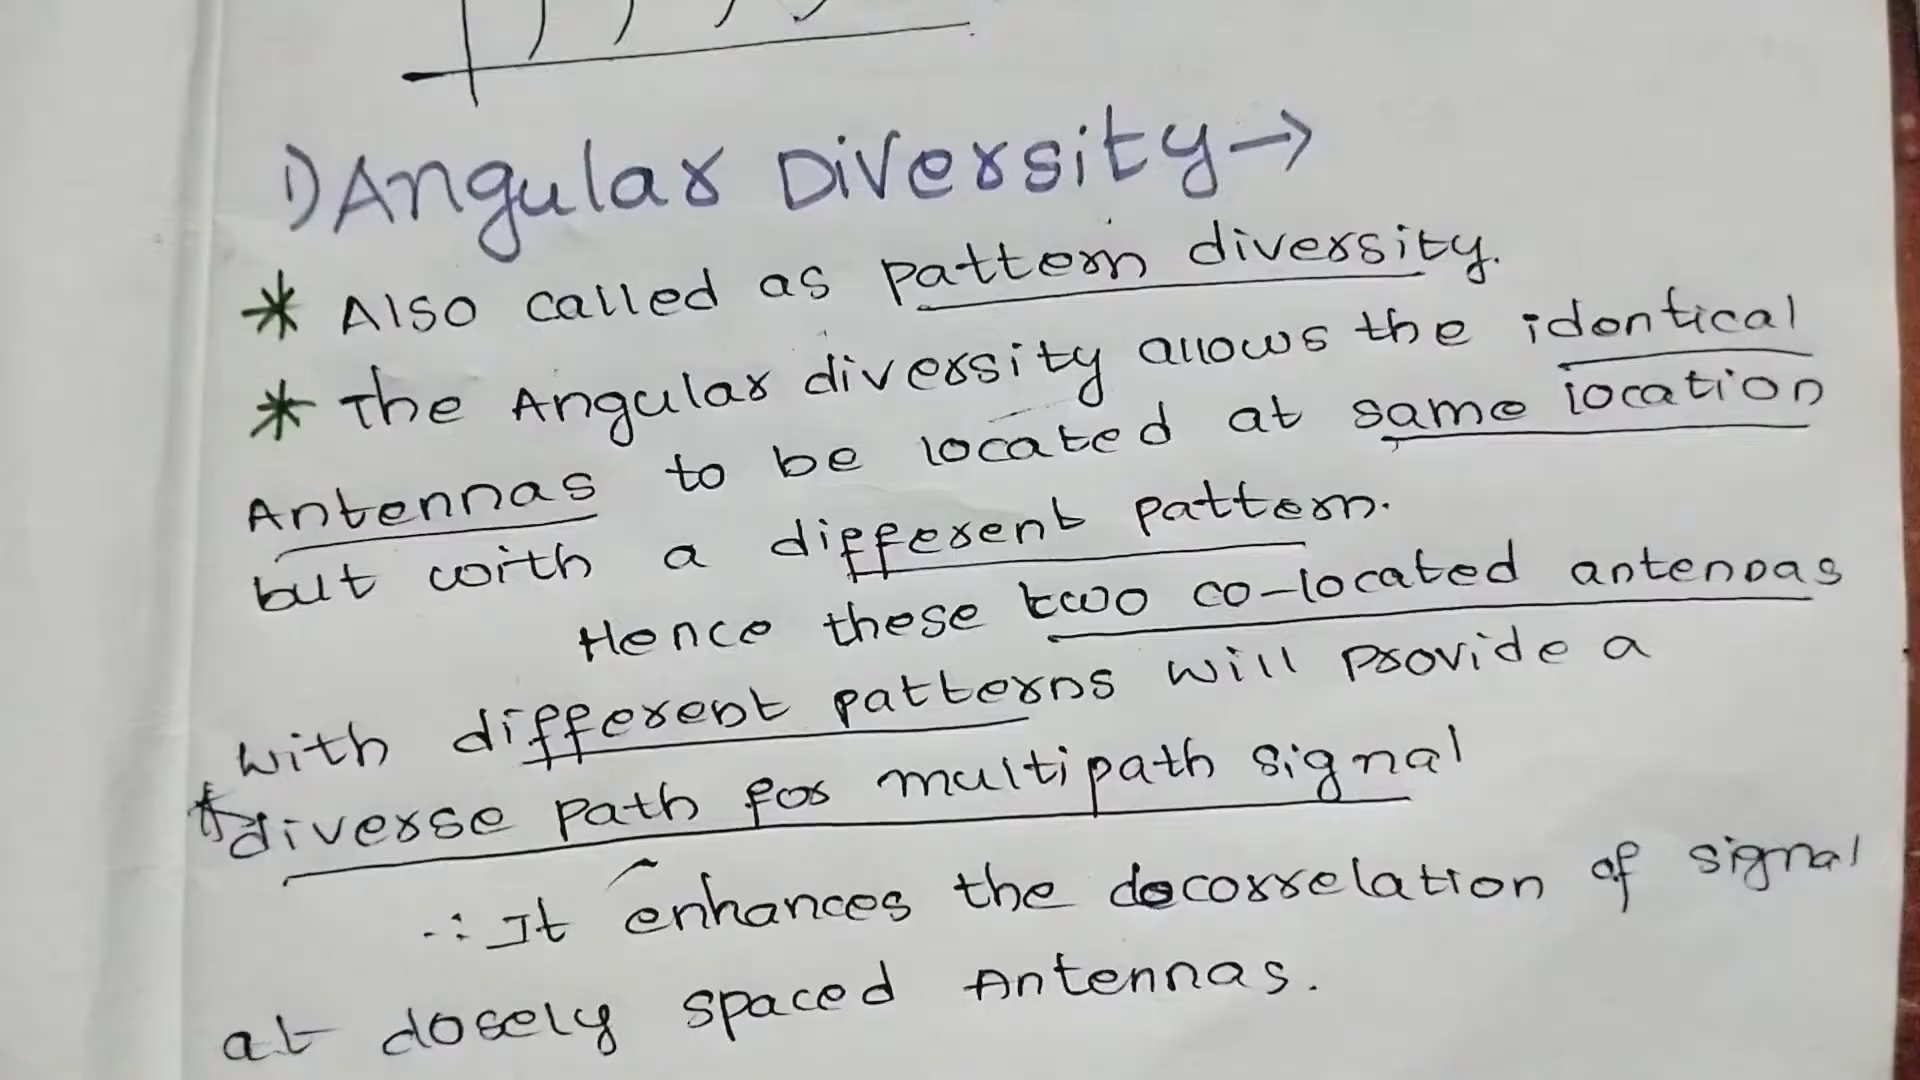 1) Angular Diversity →
* Also called as pattern diversity.
* The Angular diversity allows the identical
Antennas to be located at same location
but with a different pattern.
Hence these two co-located antennas
with different patterns will provide a
diverse path for multipath signal
∴ It enhances the decorrelation of signal
at closely spaced Antennas.